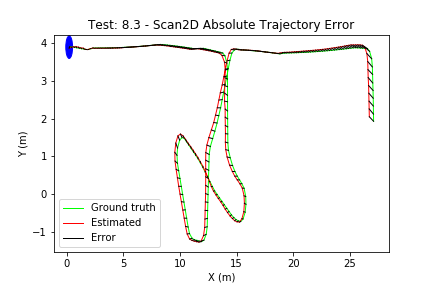 Test: 8.3 - Scan2D Absolute Trajectory Error
Y (m)
4
3
2
1
0
−1
Ground truth
Estimated
Error
0 5 10 15 20 25
X (m)